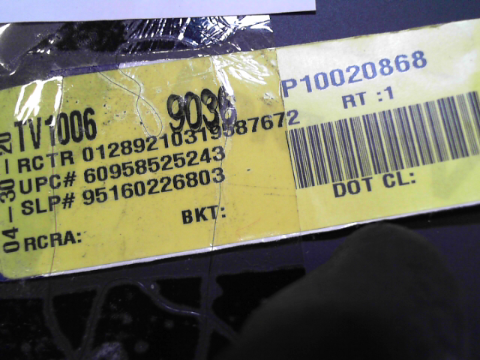 04-30-20
TV1006 9036 P10020868
RT :1
RCTR 01289210319587672
UPC# 60958525243
SLP# 95160226803
DOT CL:
BKT:
RCRA: